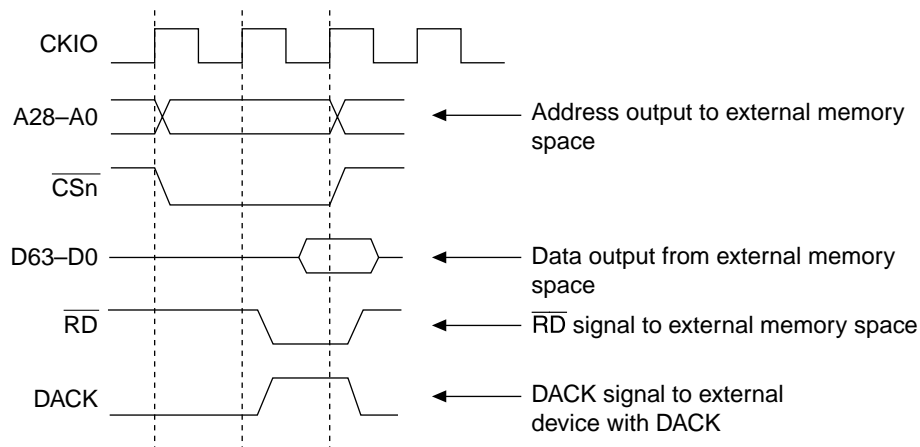 CKIO
A28–A0
Address output to external memory
space
CSn
D63–D0
Data output from external memory
space
RD
RD signal to external memory space
DACK
DACK signal to external
device with DACK